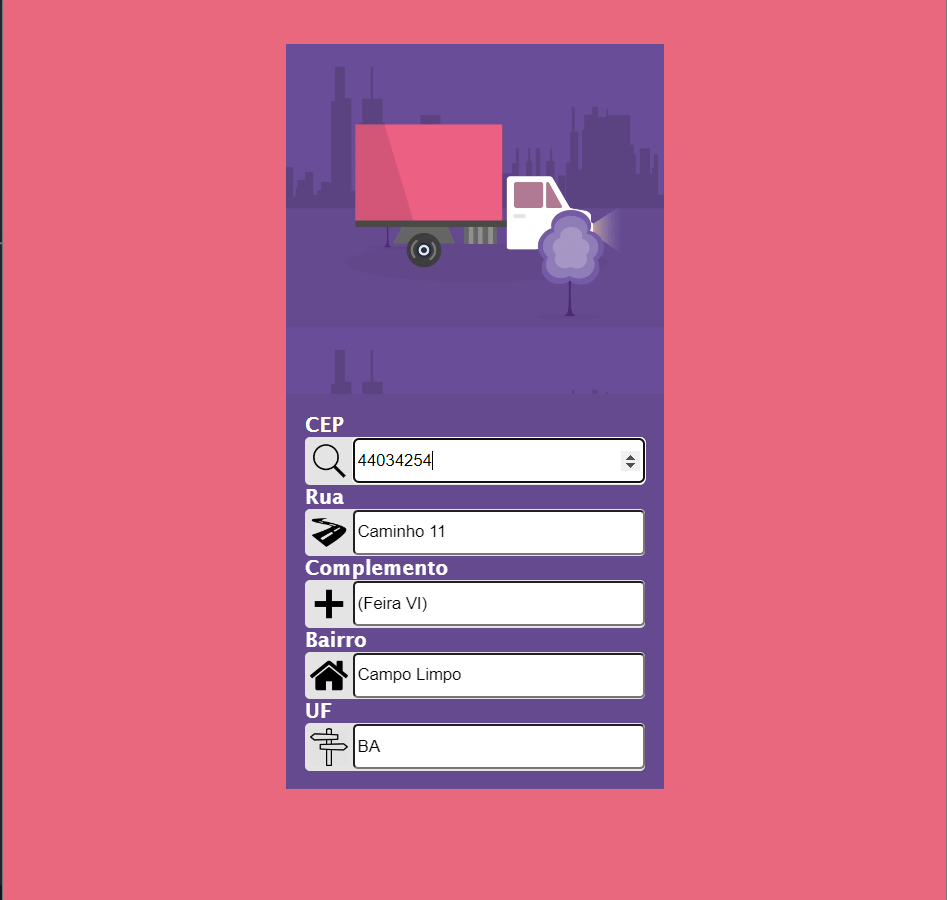 CEP
44034254
Rua
Caminho 11
Complemento
(Feira VI)
Bairro
Campo Limpo
UF
BA